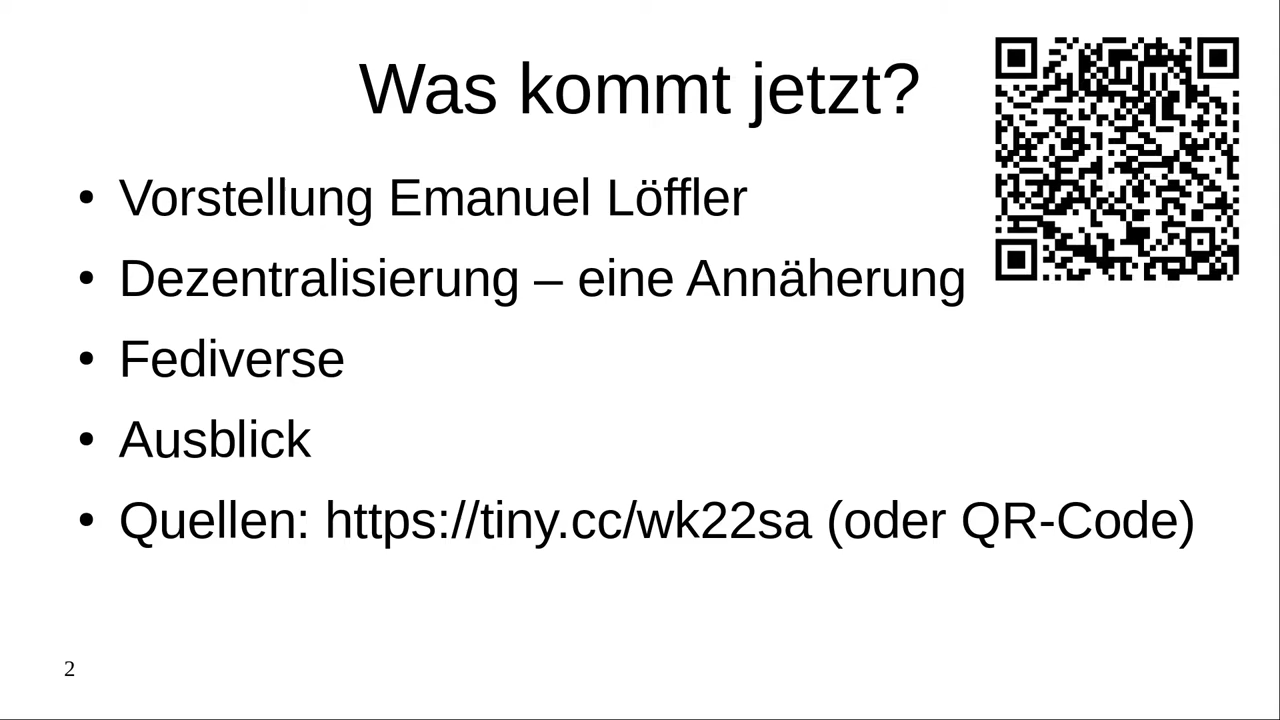 Was kommt jetzt?
• Vorstellung Emanuel Löffler
• Dezentralisierung – eine Annäherung
• Fediverse
• Ausblick
• Quellen: https://tiny.cc/wk22sa (oder QR-Code)
2